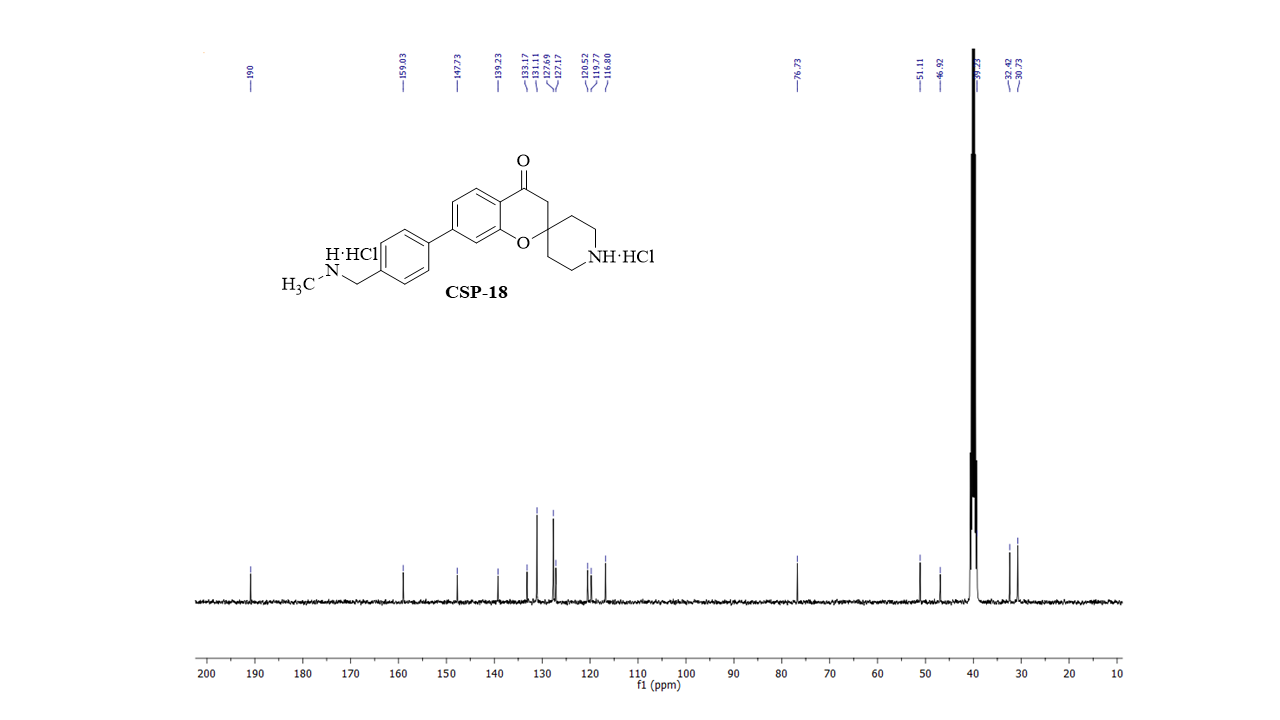 190
159.03
147.73
139.23
133.17
131.11
127.69
127.17
120.52
119.77
116.80
76.73
51.11
46.92
39.23
32.42
30.73
O
O
NH·HCl
H·HCl
N
H₃C
CSP-18
200 190 180 170 160 150 140 130 120 110 100 90 80 70 60 50 40 30 20 10
f1 (ppm)